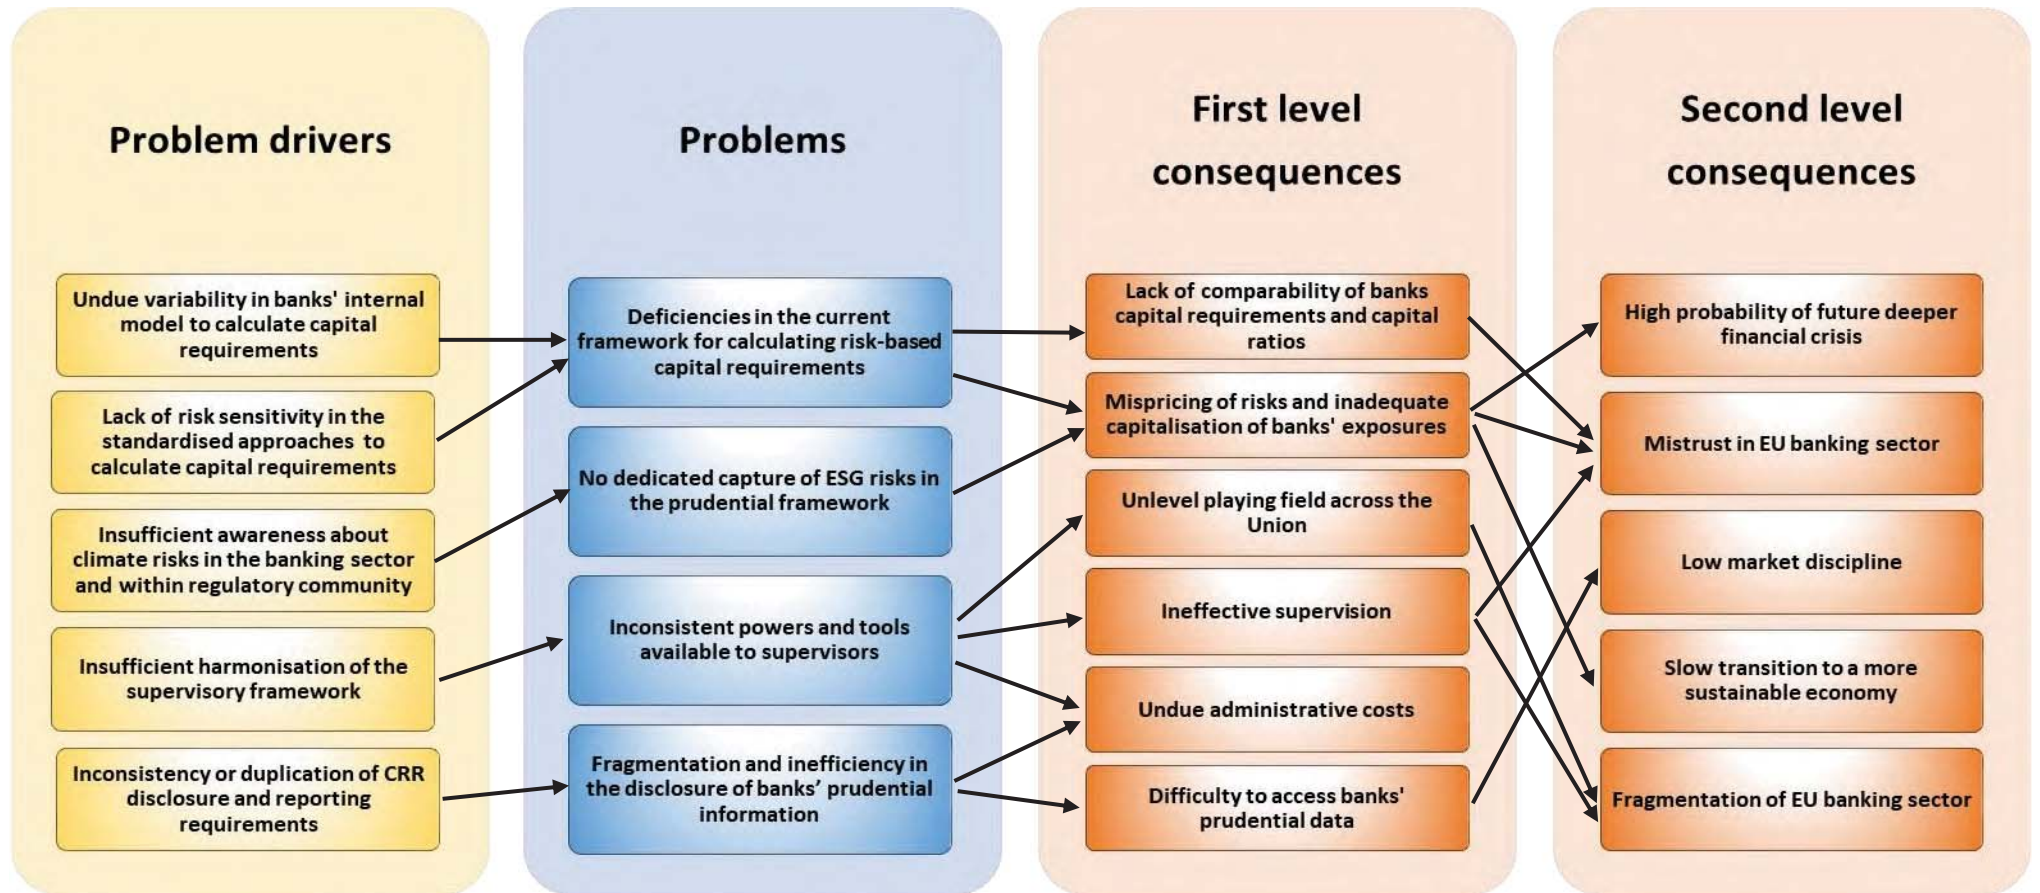 Problem drivers
Undue variability in banks' internal
model to calculate capital
requirements
Lack of risk sensitivity in the
standardised approaches to
calculate capital requirements
Insufficient awareness about
climate risks in the banking sector
and within regulatory community
Insufficient harmonisation of the
supervisory framework
Inconsistency or duplication of CRR
disclosure and reporting
requirements
Problems
Deficiencies in the current
framework for calculating risk-based
capital requirements
No dedicated capture of ESG risks in
the prudential framework
Inconsistent powers and tools
available to supervisors
Fragmentation and inefficiency in
the disclosure of banks’ prudential
information
First level
consequences
Lack of comparability of banks
capital requirements and capital
ratios
Mispricing of risks and inadequate
capitalisation of banks' exposures
Unlevel playing field across the
Union
Ineffective supervision
Undue administrative costs
Difficulty to access banks'
prudential data
Second level
consequences
High probability of future deeper
financial crisis
Mistrust in EU banking sector
Low market discipline
Slow transition to a more
sustainable economy
Fragmentation of EU banking sector